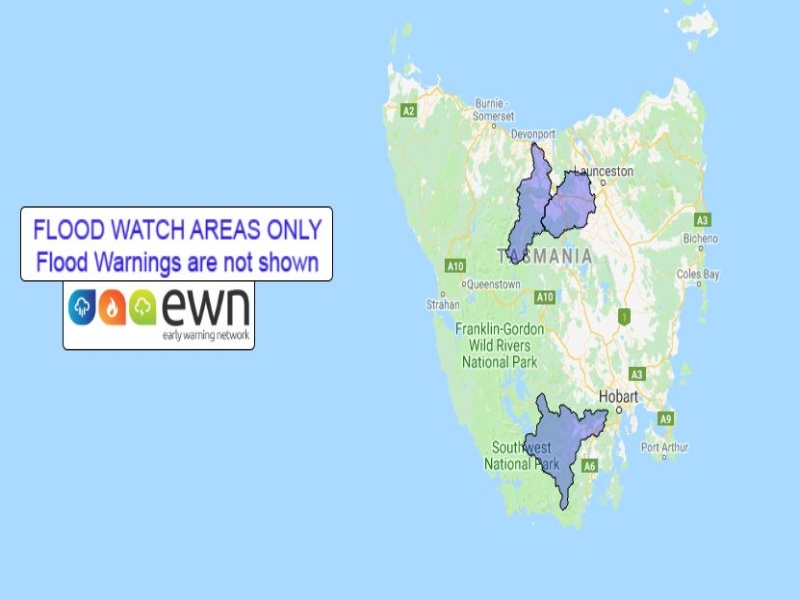 FLOOD WATCH AREAS ONLY
Flood Warnings are not shown
ewn
early warning network
A2
Burnie -
Somerset
Devonport
Launceston
A3
Bicheno
TASMANIA
A10
Queenstown
Coles Bay
Strahan
A10
1
Franklin-Gordon
Wild Rivers
National Park
A3
Hobart
A9
Southwest
National Park
Port Arthur
A6